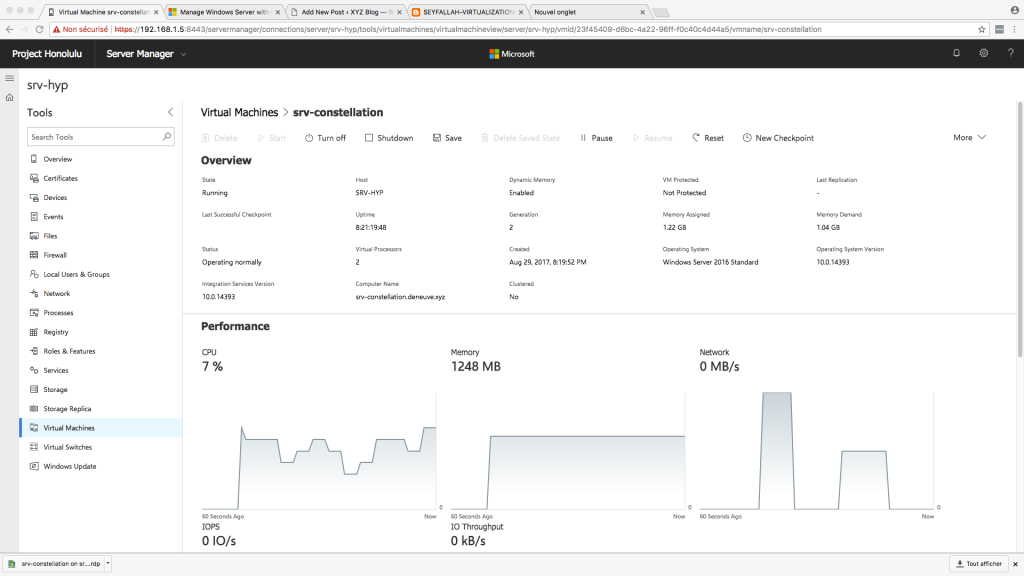 Virtual Machine srv-constella
Manage Windows Server with
Add New Post ‹ XYZ Blog — W
SEYFALLAH-VIRTUALIZATION
Nouvel onglet
Non sécurisé
https://192.168.1.5:8443/servermanager/connections/server/srv-hyp/tools/virtualmachines/virtualmachineview/server/srv-hyp/vmid/23f45409-d6bc-4a22-96ff-f0c40c4d44a5/vmname/srv-constellation
Project Honolulu
Server Manager
Microsoft
?
srv-hyp
Tools
Search Tools
Overview
Certificates
Devices
Events
Files
Firewall
Local Users & Groups
Network
Processes
Registry
Roles & Features
Services
Storage
Storage Replica
Virtual Machines
Virtual Switches
Windows Update
Virtual Machines > srv-constellation
Delete
Start
Turn off
Shutdown
Save
Delete Saved State
Pause
Resume
Reset
New Checkpoint
More
Overview
State
Host
Dynamic Memory
VM Protected
Last Replication
Running
SRV-HYP
Enabled
Not Protected
-
Last Successful Checkpoint
Uptime
Generation
Memory Assigned
Memory Demand
8:21:19:48
2
1.22 GB
1.04 GB
Status
Virtual Processors
Created
Operating System
Operating System Version
Operating normally
2
Aug 29, 2017, 8:19:52 PM
Windows Server 2016 Standard
10.0.14393
Integration Services Version
Computer Name
Clustered
10.0.14393
srv-constellation.deneuve.xyz
No
Performance
CPU
7 %
Memory
1248 MB
Network
0 MB/s
0
0
0
60 Seconds Ago
Now
60 Seconds Ago
Now
60 Seconds Ago
Now
IOPS
0 IO/s
IO Throughput
0 kB/s
srv-constellation on sr....rdp
Tout afficher